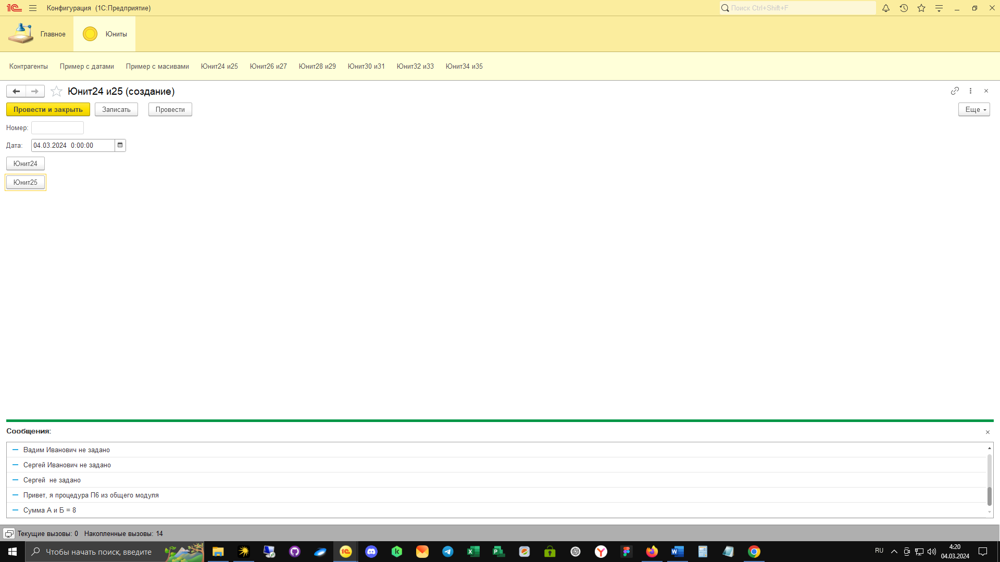 1С Конфигурация (1С:Предприятие) Поиск Ctrl+Shift+F
Главное Юниты
Контрагенты Пример с датами Пример с масивами Юнит24 и25 Юнит26 и27 Юнит28 и29 Юнит30 и31 Юнит32 и33 Юнит34 и35
Юнит24 и25 (создание)
Провести и закрыть Записать Провести Еще
Номер:
Дата: 04.03.2024 0:00:00
Юнит24
Юнит25
Сообщения:
Вадим Иванович не задано
Сергей Иванович не задано
Сергей  не задано
Привет, я процедура П6 из общего модуля
Сумма А и Б = 8
Текущие вызовы: 0 Накопленные вызовы: 14
Чтобы начать поиск, введите RU 4:20
04.03.2024